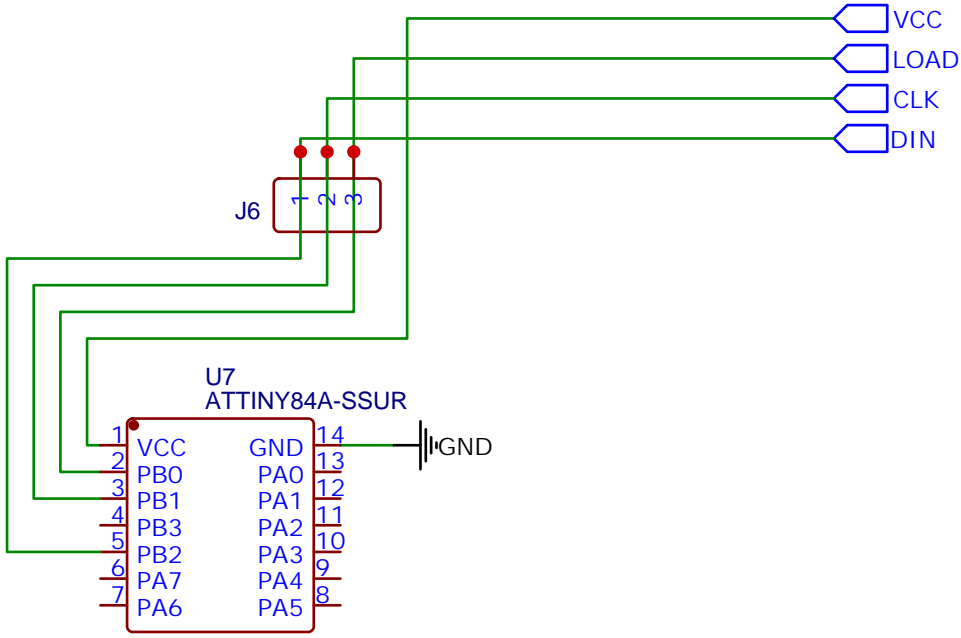 VCC
LOAD
CLK
DIN
J6
1 2 3
U7
ATTINY84A-SSUR
1 VCC GND 14
GND
2 PB0 PA0 13
3 PB1 PA1 12
4 PB3 PA2 11
5 PB2 PA3 10
6 PA7 PA4 9
7 PA6 PA5 8